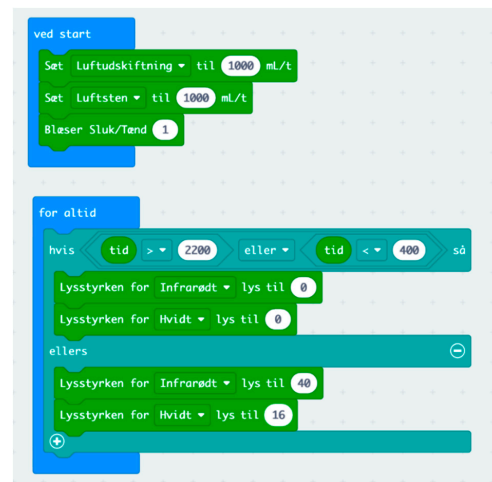 ved start
Sæt Luftudskiftning til 1000 mL/t
Sæt Luftsten til 1000 mL/t
Blæser Sluk/Tænd 1
for altid
hvis tid > 2200 eller tid < 400 så
Lysstyrken for Infrarødt lys til 0
Lysstyrken for Hvidt lys til 0
ellers
Lysstyrken for Infrarødt lys til 40
Lysstyrken for Hvidt lys til 16